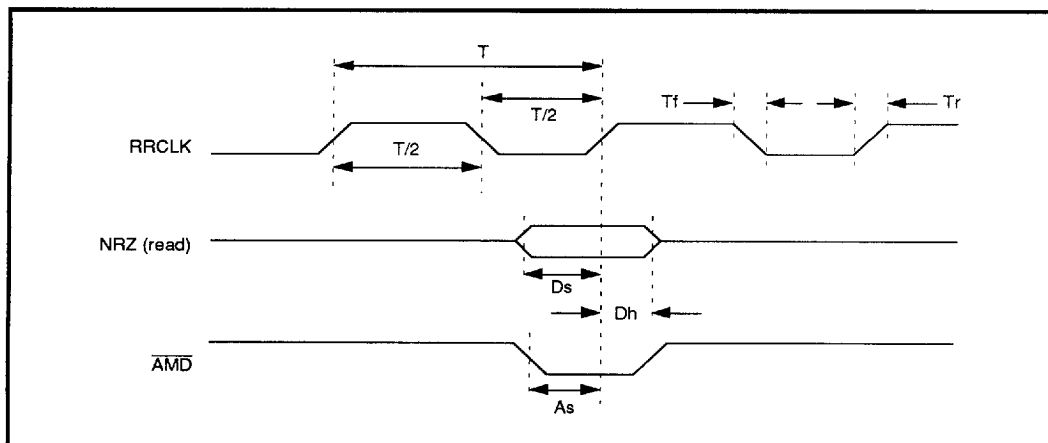 T
T/2
Tf
Tr
RRCLK
T/2
NRZ (read)
Ds
Dh
AMD
As